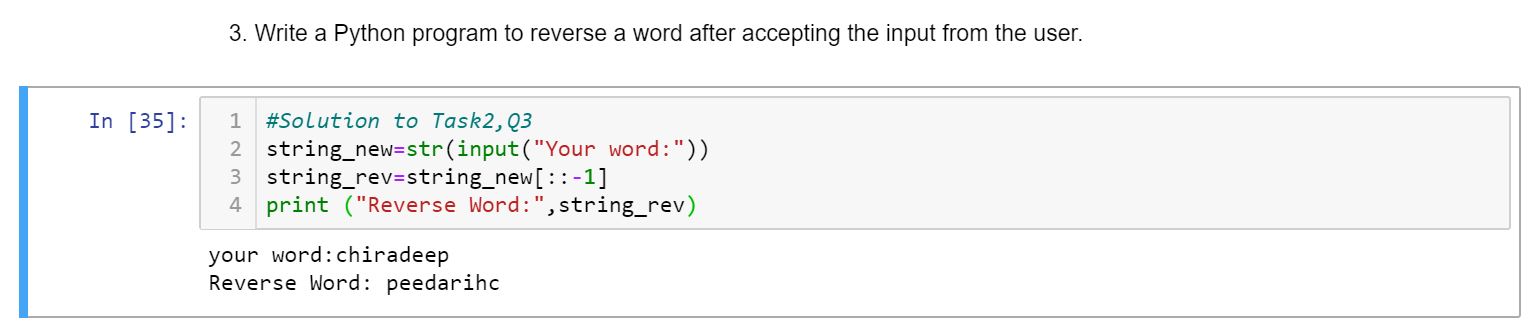 3. Write a Python program to reverse a word after accepting the input from the user.
In [35]:
1 #Solution to Task2,Q3
2 string_new=str(input("Your word:"))
3 string_rev=string_new[::-1]
4 print ("Reverse Word:",string_rev)
your word:chiradeep
Reverse Word: peedarihc